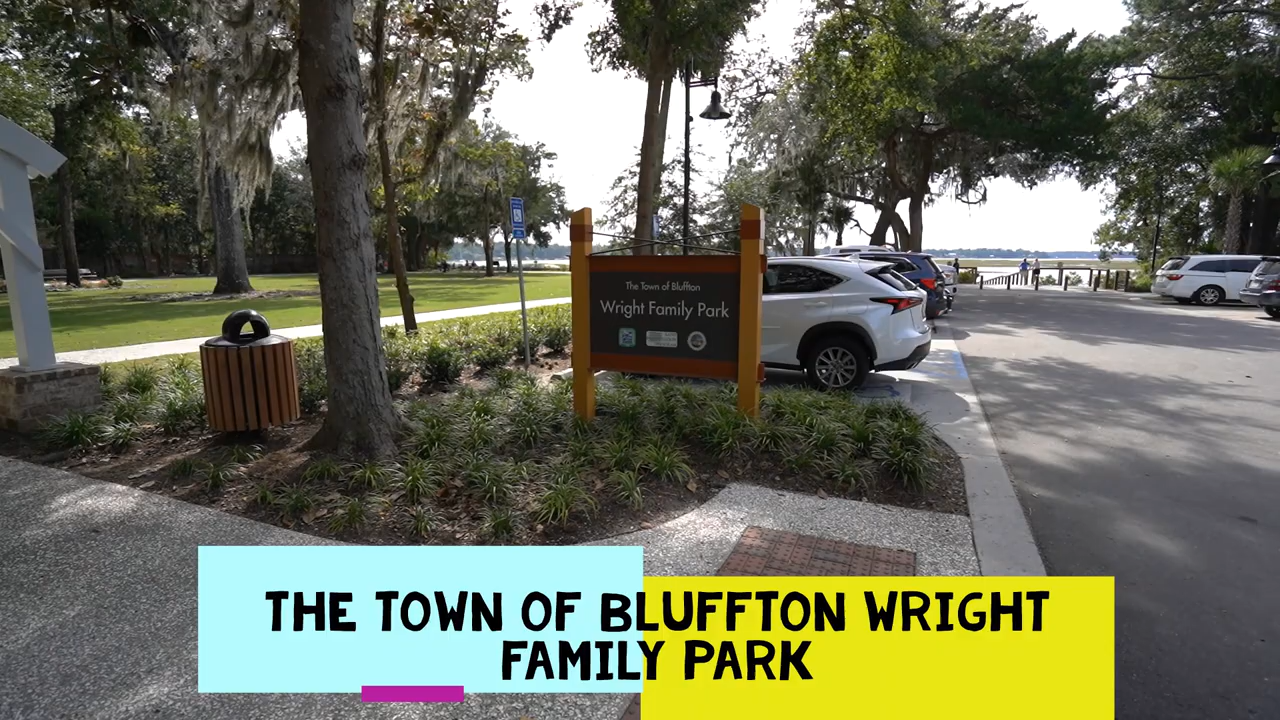 The Town of Bluffton
Wright Family Park
THE TOWN OF BLUFFTON WRIGHT
FAMILY PARK